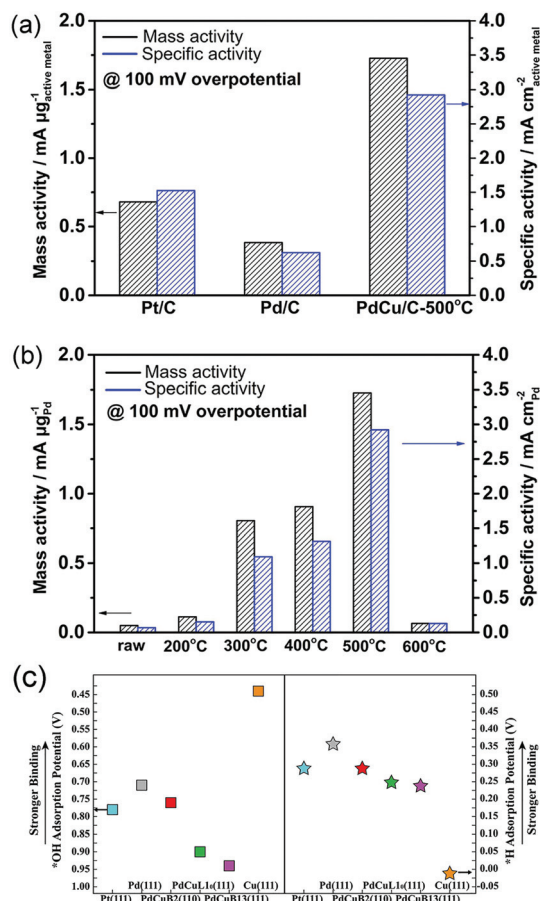 (a)
Mass activity
Specific activity
@ 100 mV overpotential
Mass activity / mA μg⁻¹active metal
2.0
1.5
1.0
0.5
0.0
Specific activity / mA cm⁻²active metal
4.0
3.5
3.0
2.5
2.0
1.5
1.0
0.5
0.0
Pt/C Pd/C PdCu/C-500°C
(b)
Mass activity
Specific activity
@ 100 mV overpotential
Mass activity / mA μg⁻¹Pd
2.0
1.5
1.0
0.5
0.0
Specific activity / mA cm⁻²Pd
4.0
3.5
3.0
2.5
2.0
1.5
1.0
0.5
0.0
raw 200°C 300°C 400°C 500°C 600°C
(c)
Stronger Binding
*OH Adsorption Potential (V)
0.45
0.50
0.55
0.60
0.65
0.70
0.75
0.80
0.85
0.90
0.95
1.00
0.50
0.45
0.40
0.35
0.30
0.25
0.20
0.15
0.10
0.05
0.00
-0.05
*H Adsorption Potential (V)
Stronger Binding
Pd(111) PdCuL1₀(111) Cu(111) Pd(111) PdCuL1₀(111) Cu(111)
Pt(111) PdCuB2(110) PdCuB13(111) Pt(111) PdCuB2(110) PdCuB13(111)